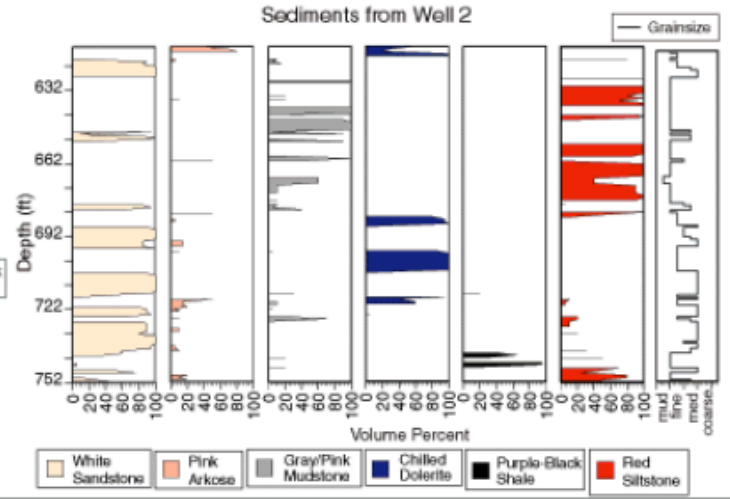 Sediments from Well 2
Grainsize
632
662
692
722
752
Depth (ft)
0 20 40 60 80 100
0 20 40 60 80 100
0 20 40 60 80 100
0 20 40 60 80 100
0 20 40 60 80 100
0 20 40 60 80 100
mud fine med coarse
Volume Percent
White
Sandstone
Pink
Arkose
Gray/Pink
Mudstone
Chilled
Dolerite
Purple-Black
Shale
Red
Siltstone